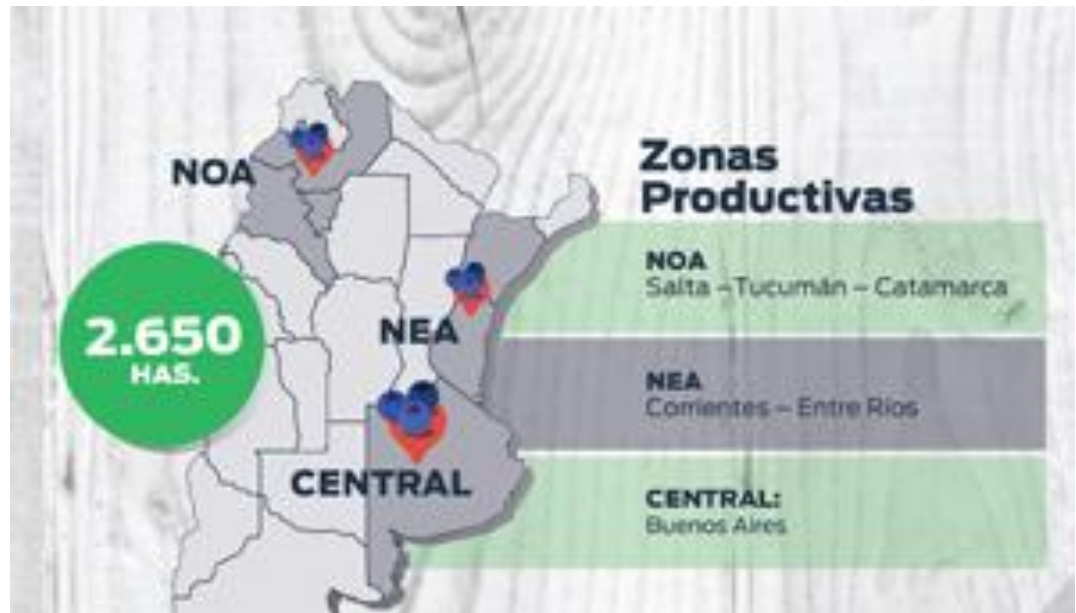 Zonas
Productivas
NOA
NOA
Salta – Tucumán – Catamarca
2.650
HAS.
NEA
NEA
Corrientes – Entre Ríos
CENTRAL
CENTRAL:
Buenos Aires